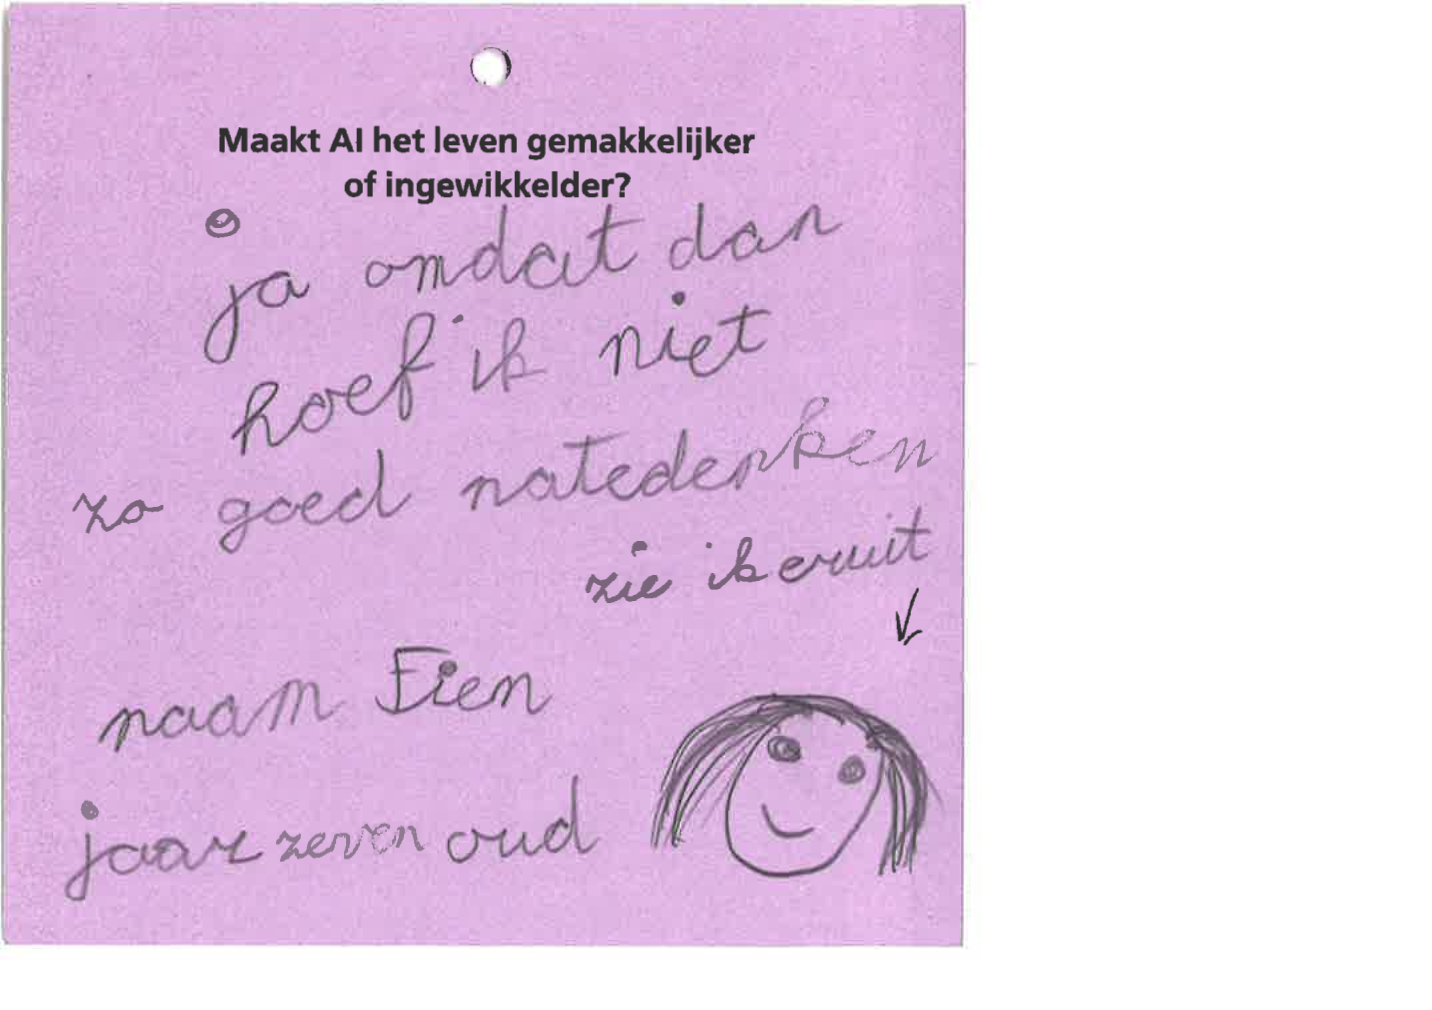 Maakt AI het leven gemakkelijker
of ingewikkelder?
ja omdat dan
hoef ik niet
zo goed natedenken
zie ik eruit
naam Fien
jaar zeven oud